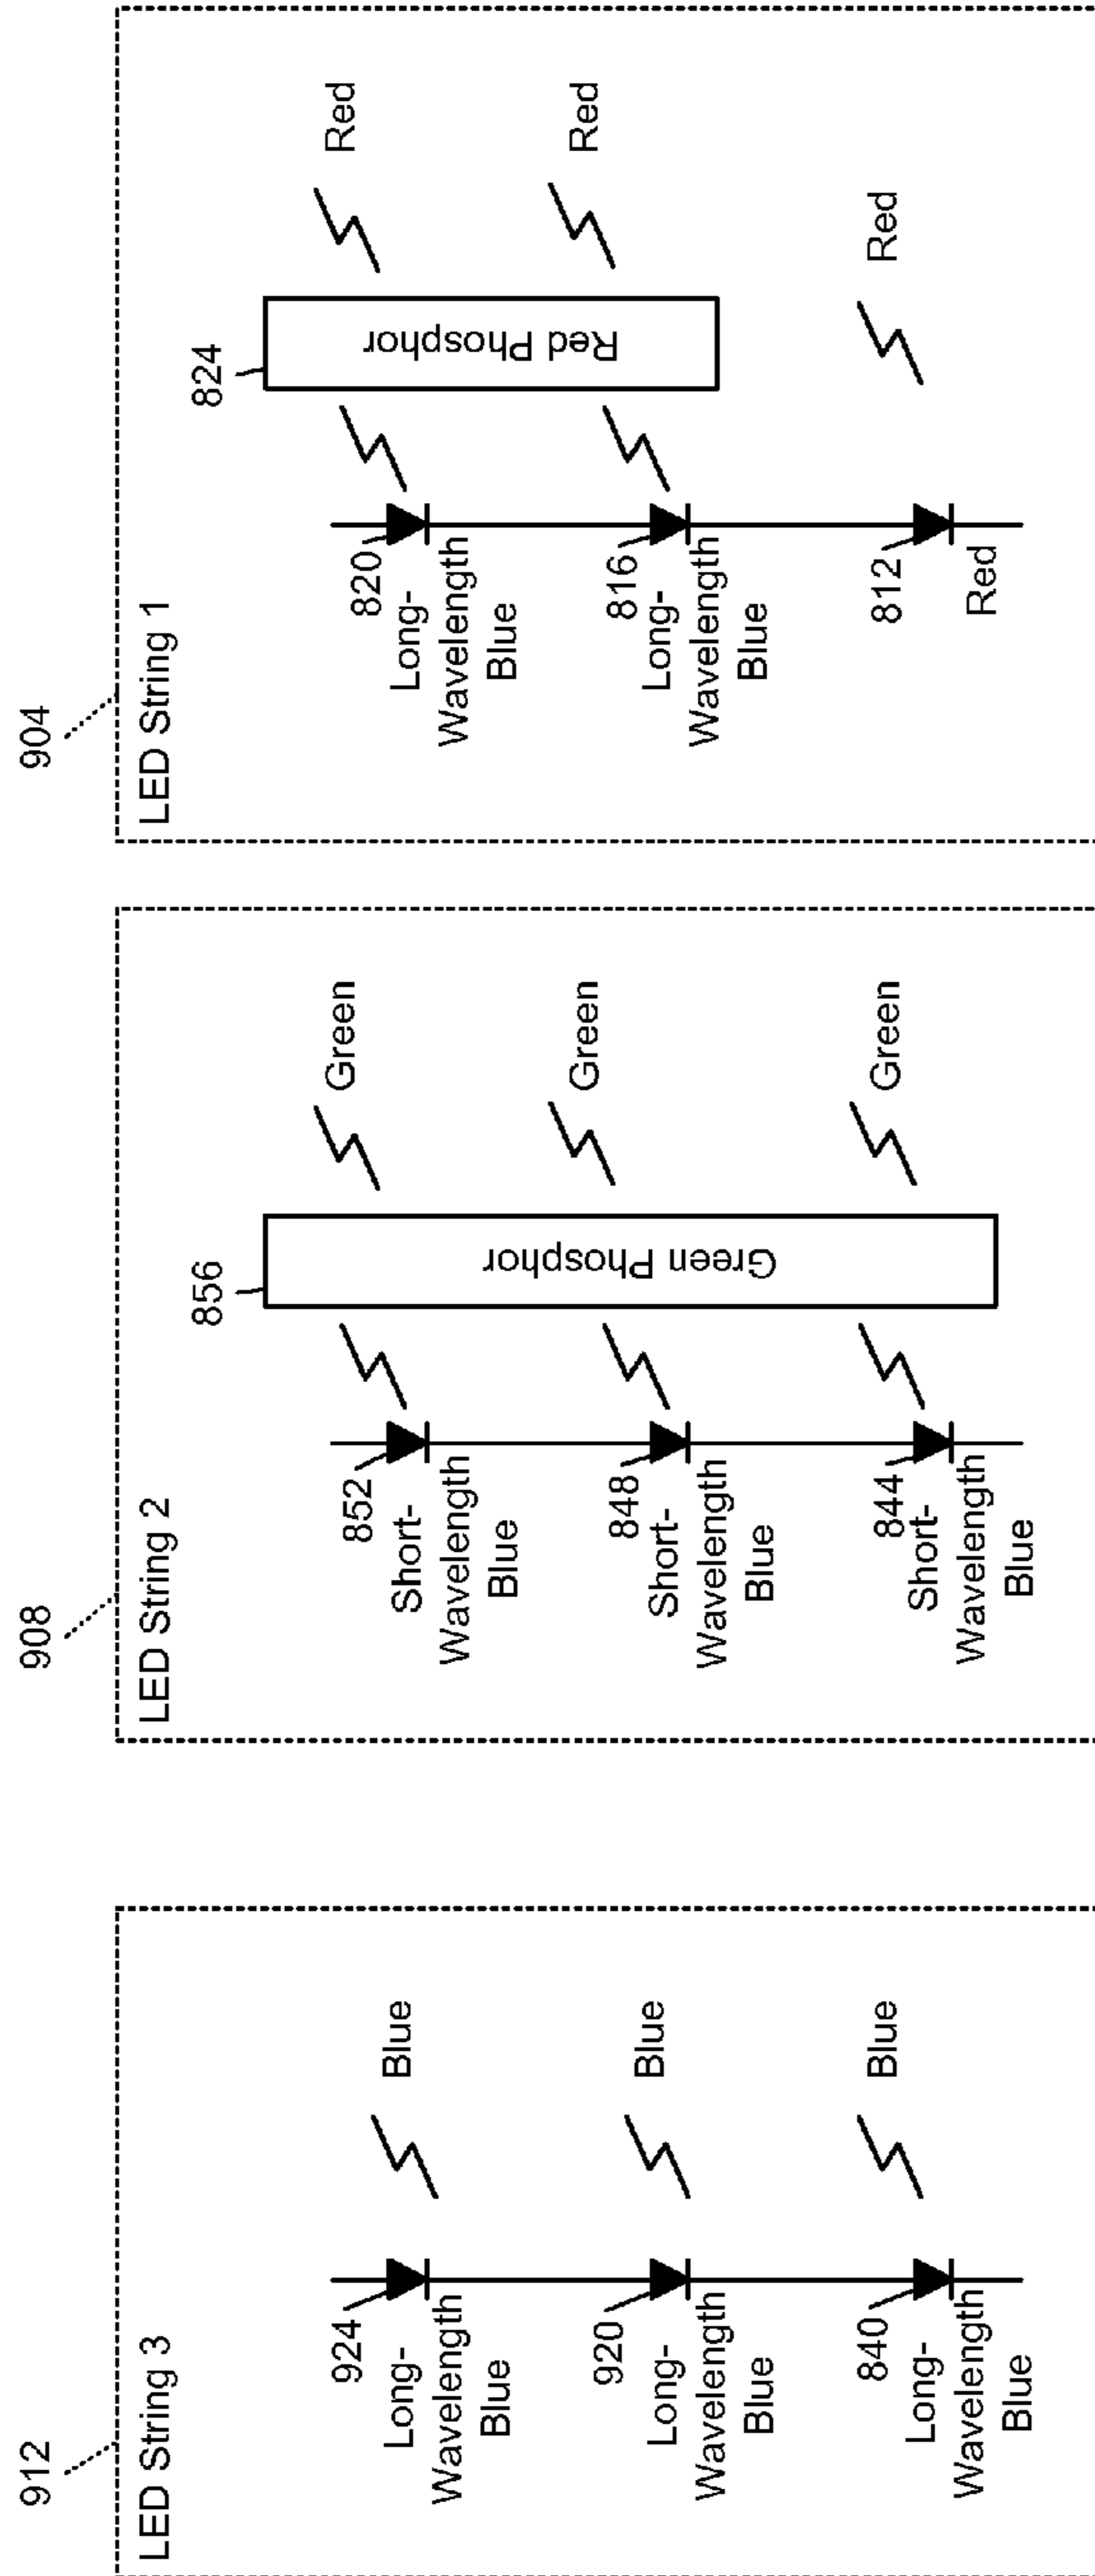 912
LED String 3
924
Long-
Wavelength
Blue
Blue
920
Long-
Wavelength
Blue
Blue
840
Long-
Wavelength
Blue
Blue
908
LED String 2
856
852
Short-
Wavelength
Blue
Green
848
Short-
Wavelength
Blue
Green Phosphor
Green
844
Short-
Wavelength
Blue
Green
904
LED String 1
824
820
Long-
Wavelength
Blue
Red
816
Long-
Wavelength
Blue
Red Phosphor
Red
812
Red
Red